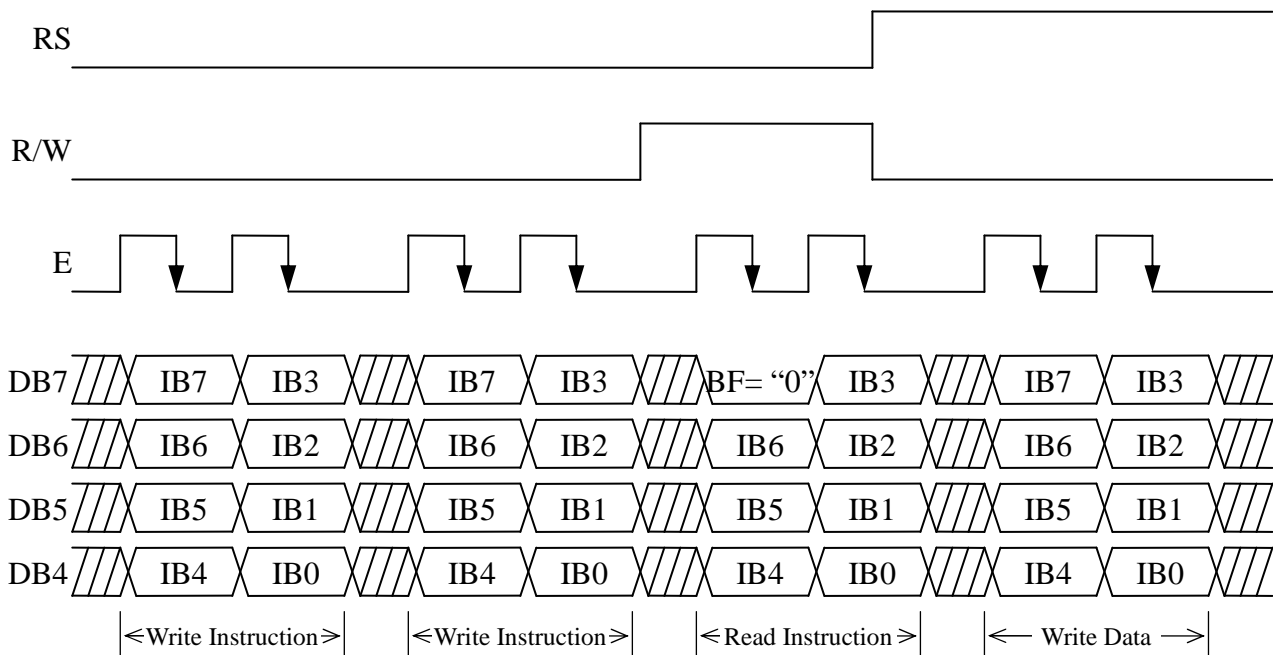 RS
R/W
E
DB7 IB7 IB3 IB7 IB3 BF= “0” IB3 IB7 IB3
DB6 IB6 IB2 IB6 IB2 IB6 IB2 IB6 IB2
DB5 IB5 IB1 IB5 IB1 IB5 IB1 IB5 IB1
DB4 IB4 IB0 IB4 IB0 IB4 IB0 IB4 IB0
Write Instruction Write Instruction Read Instruction Write Data